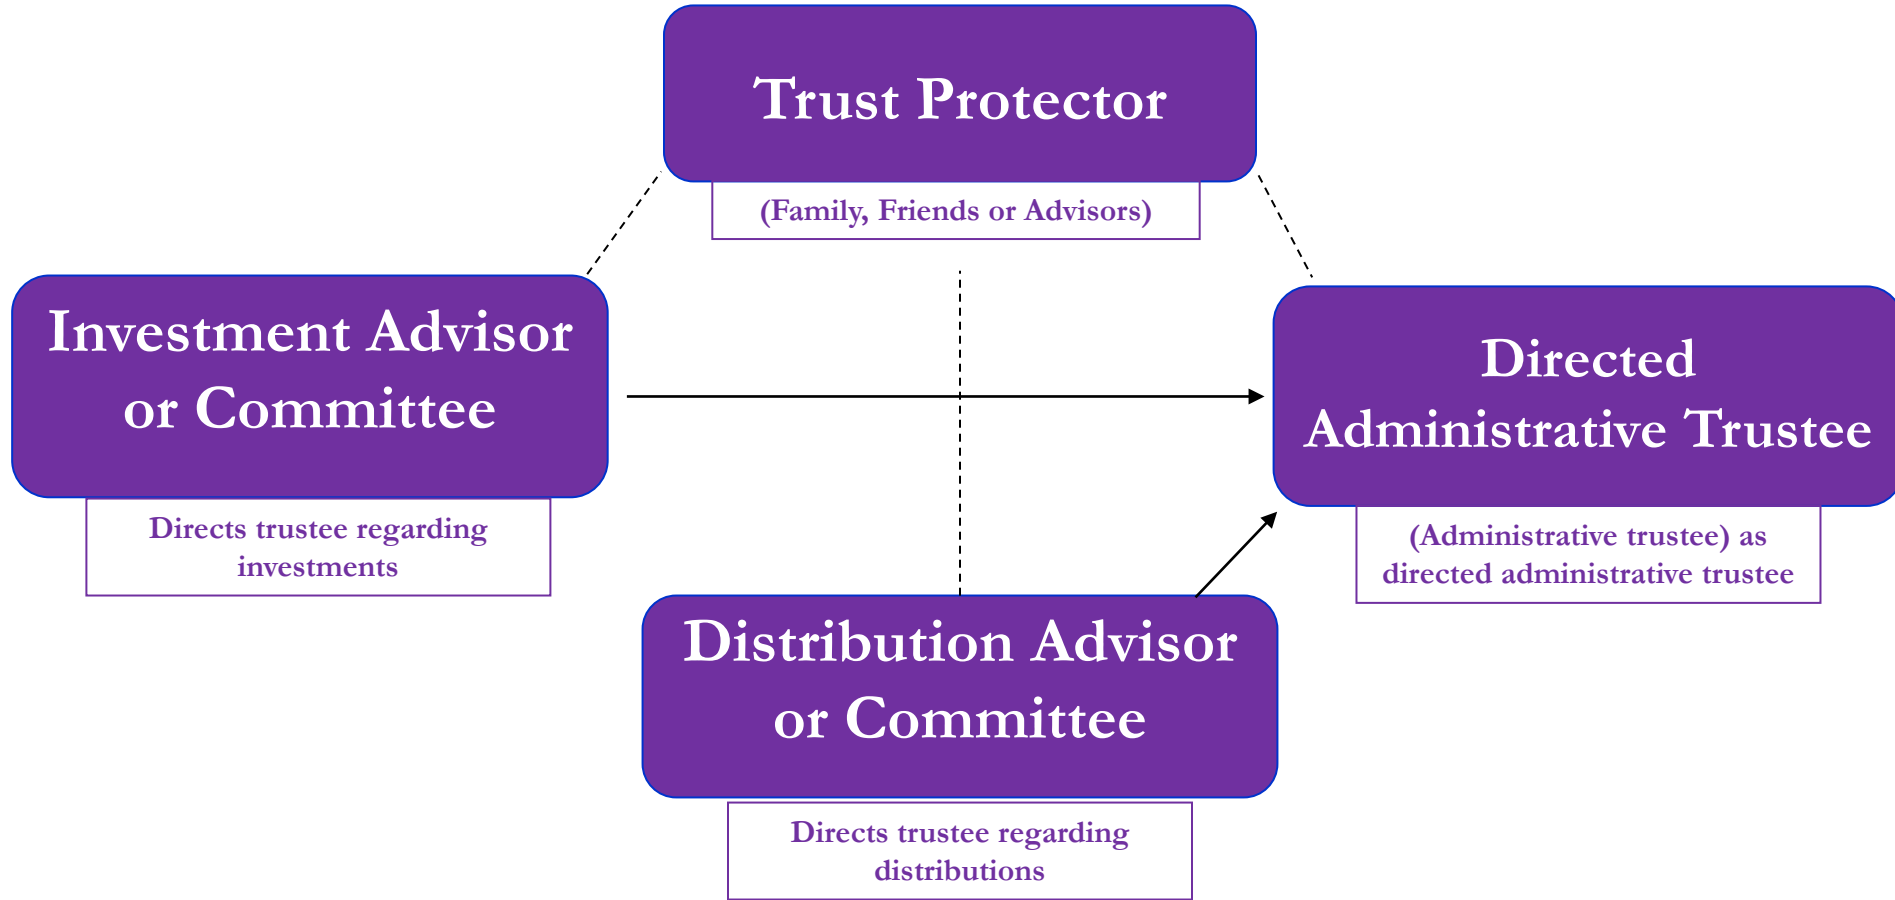 Trust Protector
(Family, Friends or Advisors)
Investment Advisor
or Committee
Directs trustee regarding
investments
Directed
Administrative Trustee
(Administrative trustee) as
directed administrative trustee
Distribution Advisor
or Committee
Directs trustee regarding
distributions